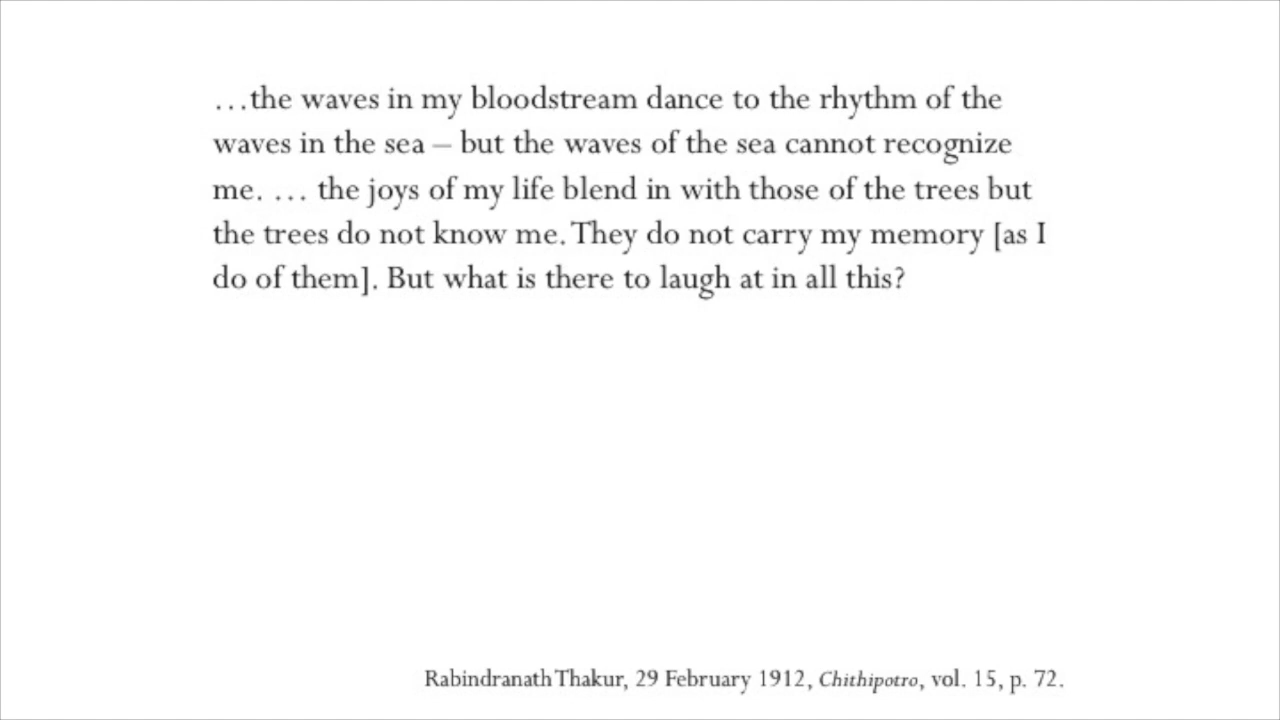 …the waves in my bloodstream dance to the rhythm of the
waves in the sea – but the waves of the sea cannot recognize
me. … the joys of my life blend in with those of the trees but
the trees do not know me. They do not carry my memory [as I
do of them]. But what is there to laugh at in all this?
Rabindranath Thakur, 29 February 1912, Chithipotro, vol. 15, p. 72.